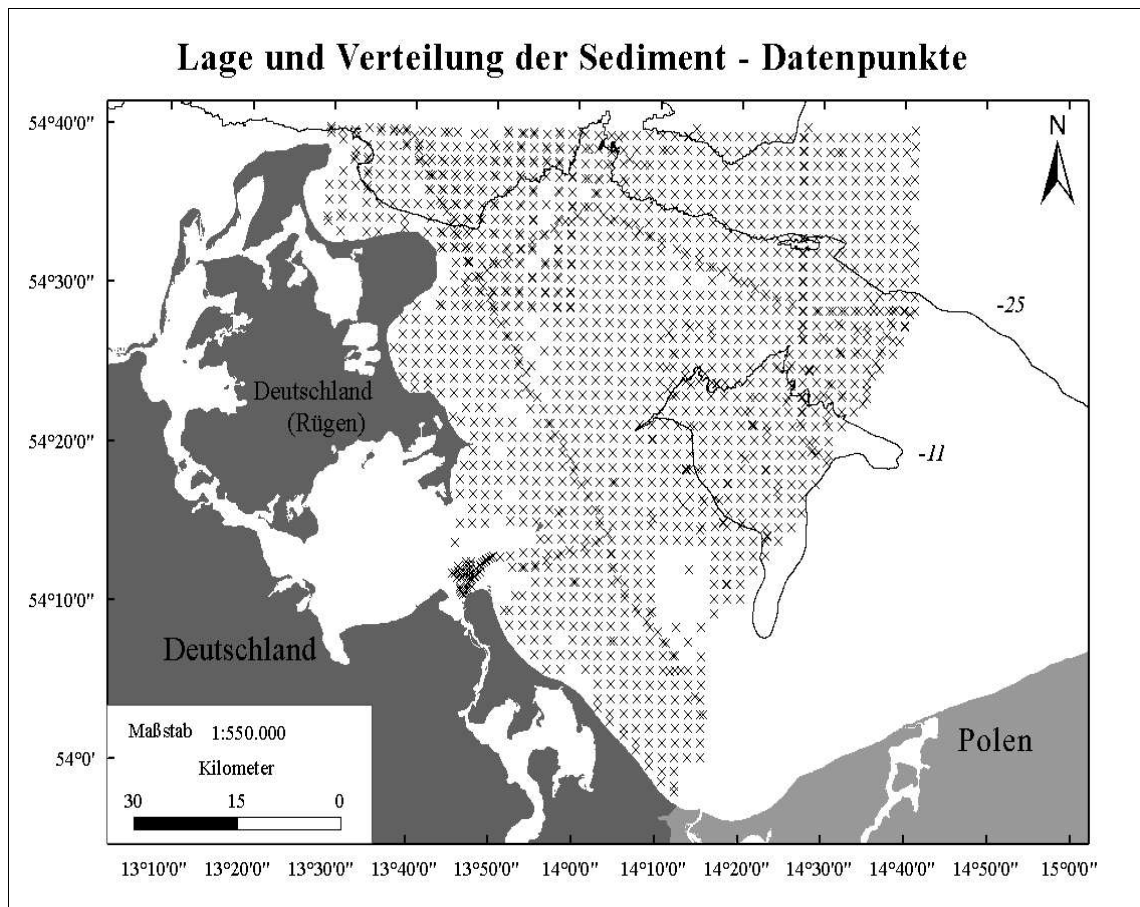 Lage und Verteilung der Sediment - Datenpunkte
54°40'0''
N
54°30'0''
-25
Deutschland
(Rügen)
54°20'0''
-11
54°10'0''
Deutschland
Maßstab 1:550.000
Polen
54°0'
Kilometer
30 15 0
13°10'0'' 13°20'0'' 13°30'0'' 13°40'0'' 13°50'0'' 14°00'0'' 14°10'0'' 14°20'0'' 14°30'0'' 14°40'0'' 14°50'0'' 15°0'0''